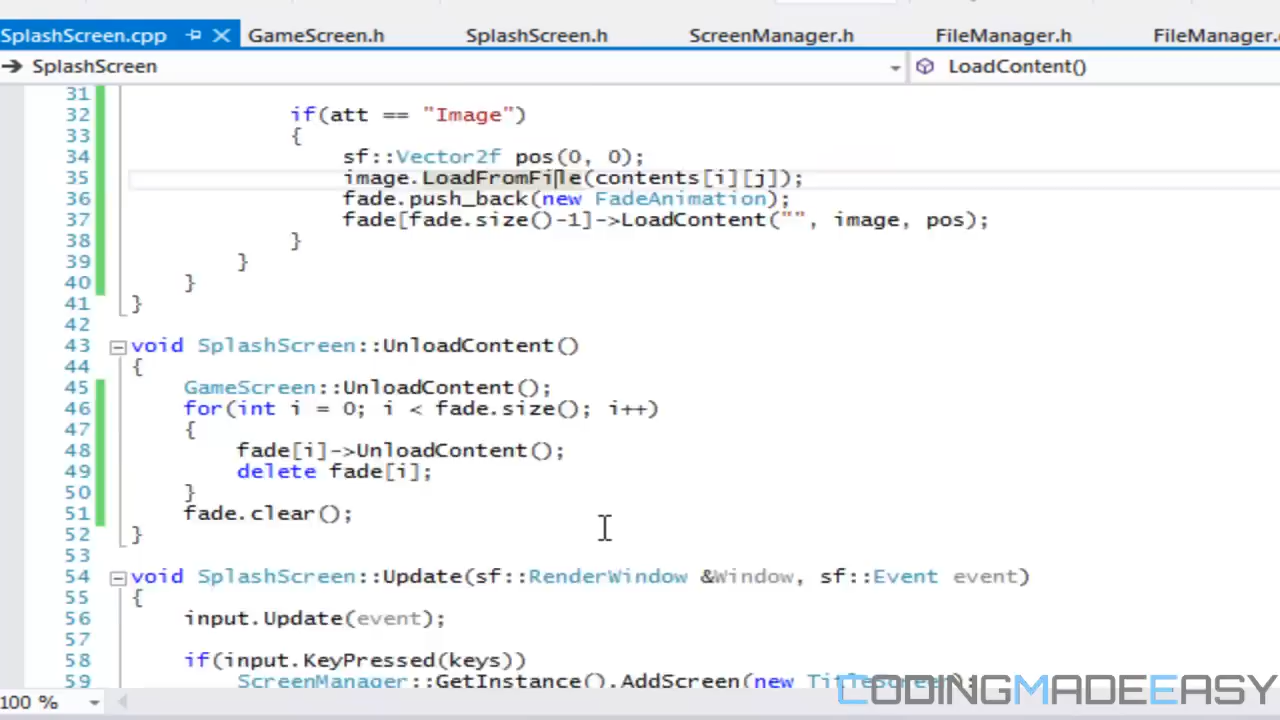 SplashScreen.cpp GameScreen.h SplashScreen.h ScreenManager.h FileManager.h FileManager.c
SplashScreen LoadContent()
31
32 if(att == "Image")
33 {
34 sf::Vector2f pos(0, 0);
35 image.LoadFromFile(contents[i][j]);
36 fade.push_back(new FadeAnimation);
37 fade[fade.size()-1]->LoadContent("", image, pos);
38 }
39 }
40 }
41 }
42
43 void SplashScreen::UnloadContent()
44 {
45 GameScreen::UnloadContent();
46 for(int i = 0; i < fade.size(); i++)
47 {
48 fade[i]->UnloadContent();
49 delete fade[i];
50 }
51 fade.clear();
52 }
53
54 void SplashScreen::Update(sf::RenderWindow &Window, sf::Event event)
55 {
56 input.Update(event);
57
58 if(input.KeyPressed(keys))
59 ScreenManager::GetInstance().AddScreen(new TitleScreen);
100 %
CODINGMADEEASY